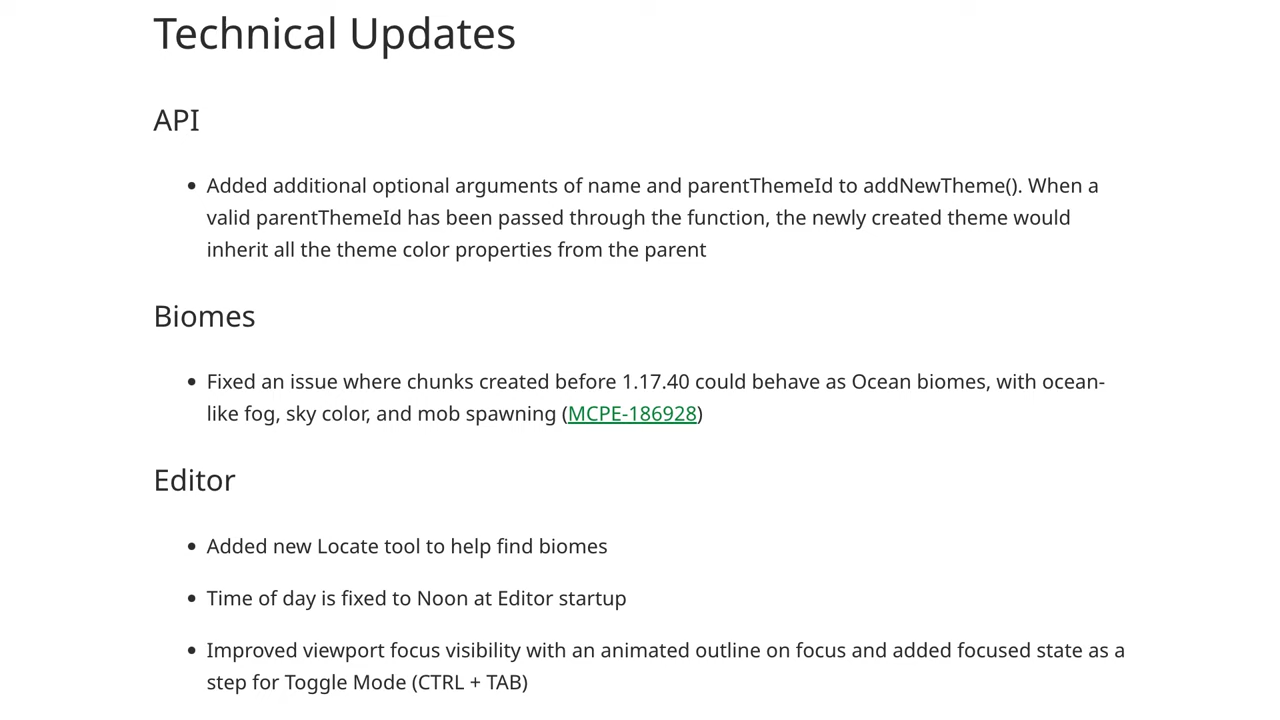 Technical Updates
API
• Added additional optional arguments of name and parentThemeId to addNewTheme(). When a
valid parentThemeId has been passed through the function, the newly created theme would
inherit all the theme color properties from the parent
Biomes
• Fixed an issue where chunks created before 1.17.40 could behave as Ocean biomes, with ocean-
like fog, sky color, and mob spawning (MCPE-186928)
Editor
• Added new Locate tool to help find biomes
• Time of day is fixed to Noon at Editor startup
• Improved viewport focus visibility with an animated outline on focus and added focused state as a
step for Toggle Mode (CTRL + TAB)